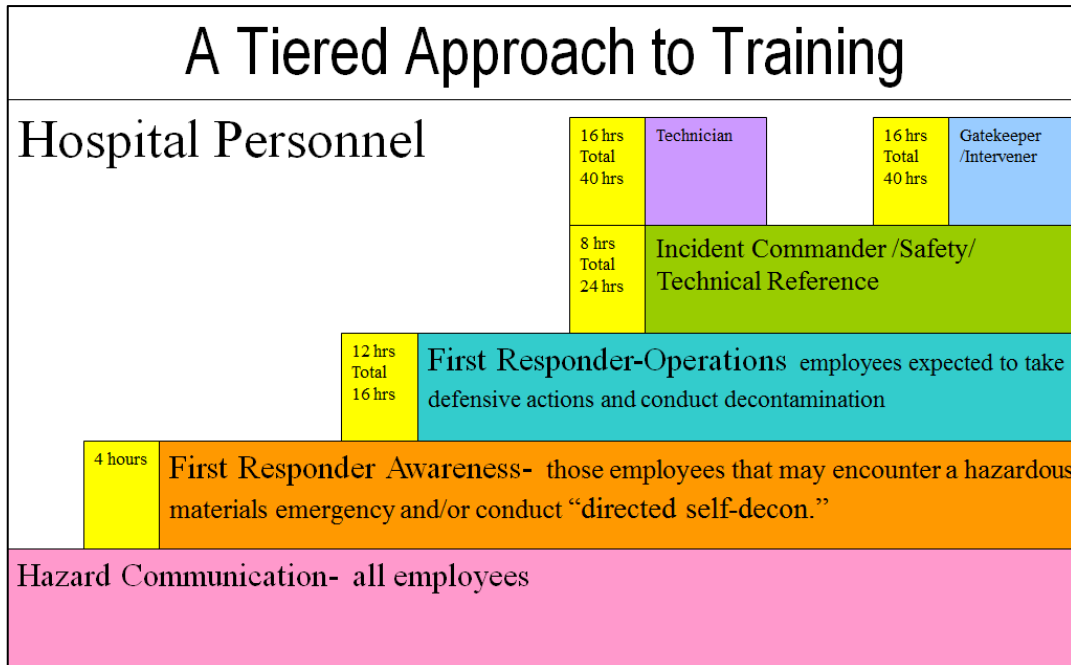 A Tiered Approach to Training
Hospital Personnel
16 hrs
Total
40 hrs
Technician
16 hrs
Total
40 hrs
Gatekeeper
/Intervener
8 hrs
Total
24 hrs
Incident Commander /Safety/
Technical Reference
12 hrs
Total
16 hrs
First Responder-Operations employees expected to take
defensive actions and conduct decontamination
4 hours
First Responder Awareness- those employees that may encounter a hazardous
materials emergency and/or conduct “directed self-decon.”
Hazard Communication- all employees